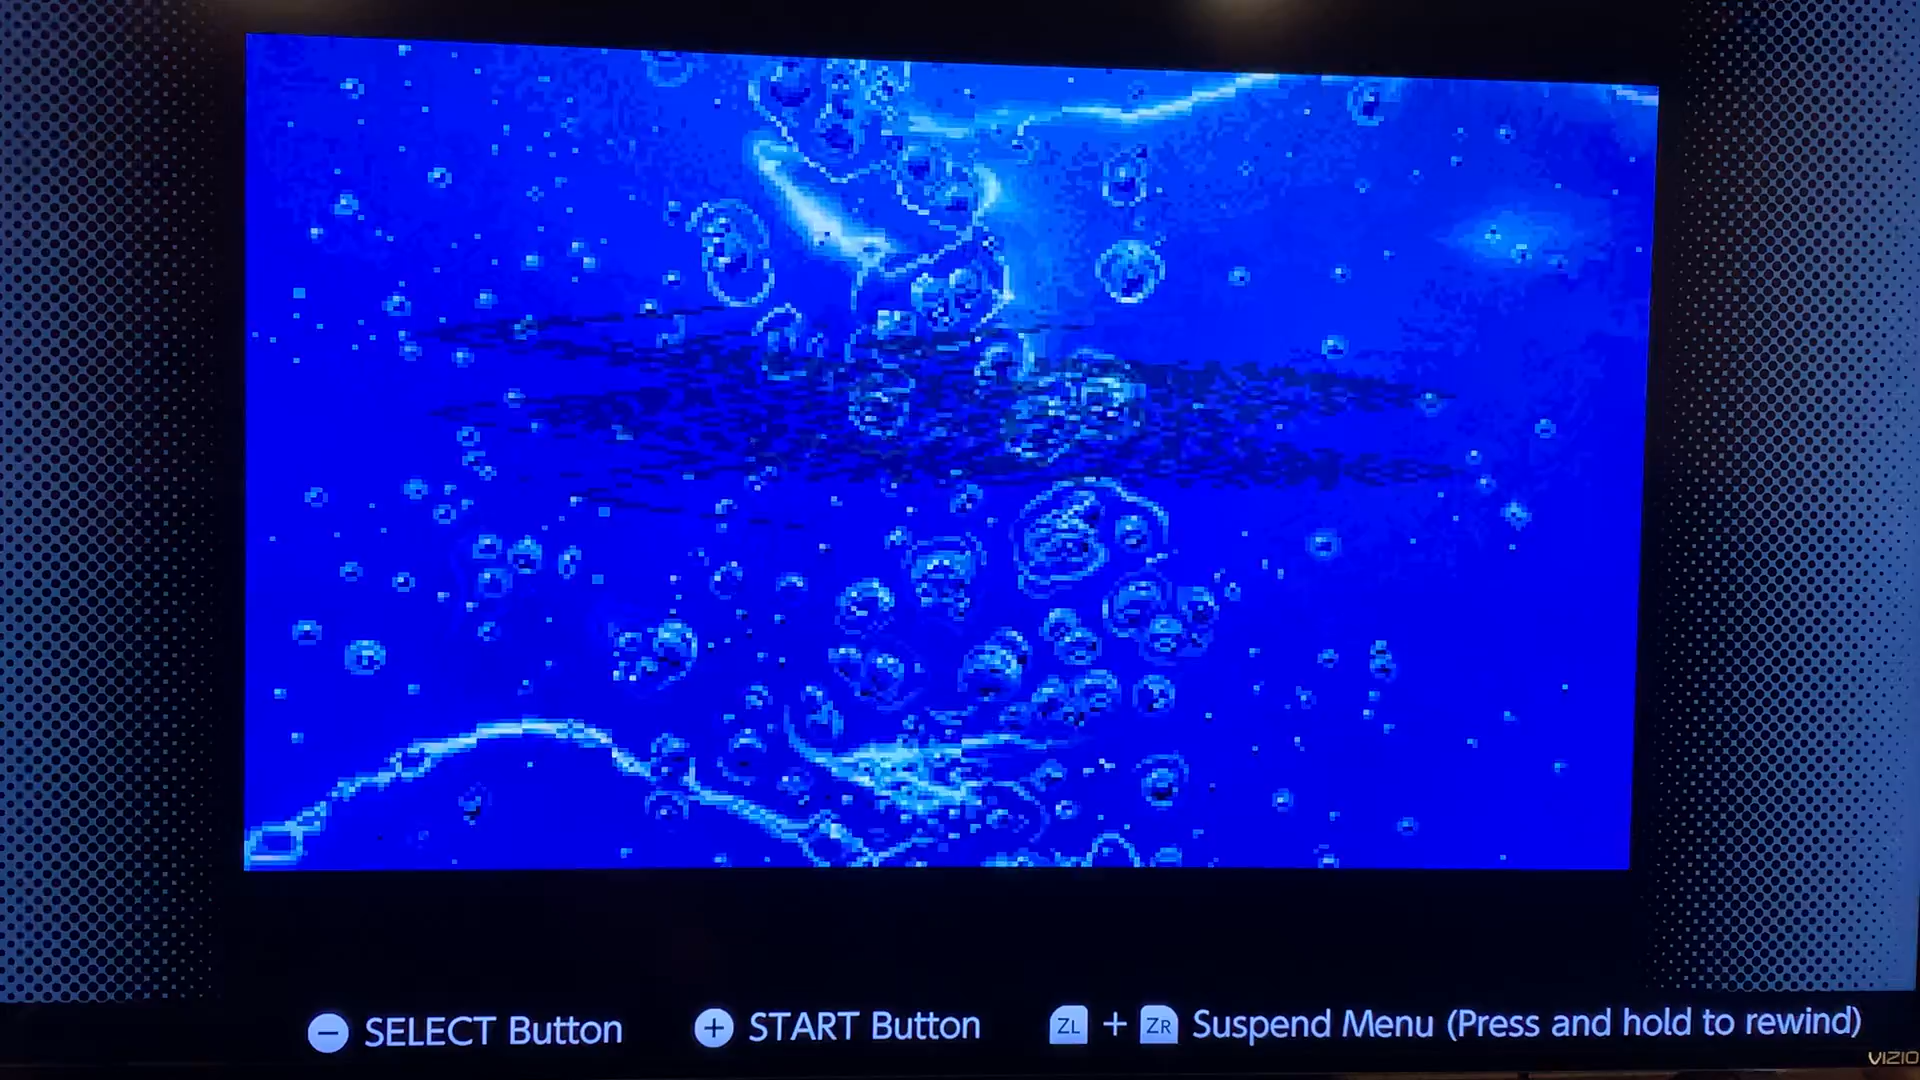 SELECT Button
START Button
ZL + ZR Suspend Menu (Press and hold to rewind)
VIZIO